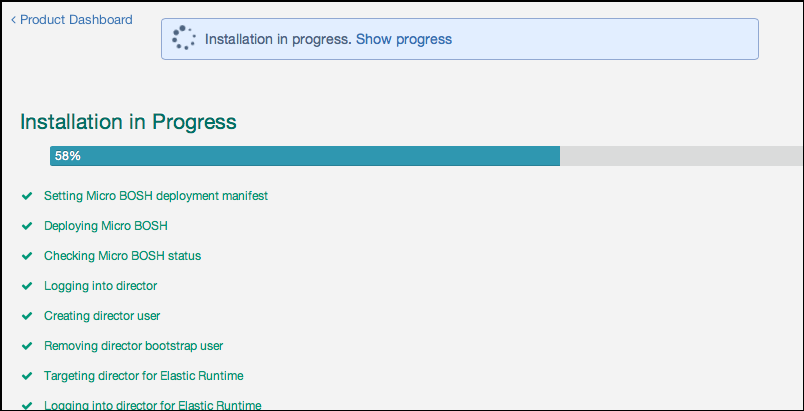 ‹ Product Dashboard
Installation in progress. Show progress
Installation in Progress
58%
Setting Micro BOSH deployment manifest
Deploying Micro BOSH
Checking Micro BOSH status
Logging into director
Creating director user
Removing director bootstrap user
Targeting director for Elastic Runtime
Logging into director for Elastic Runtime